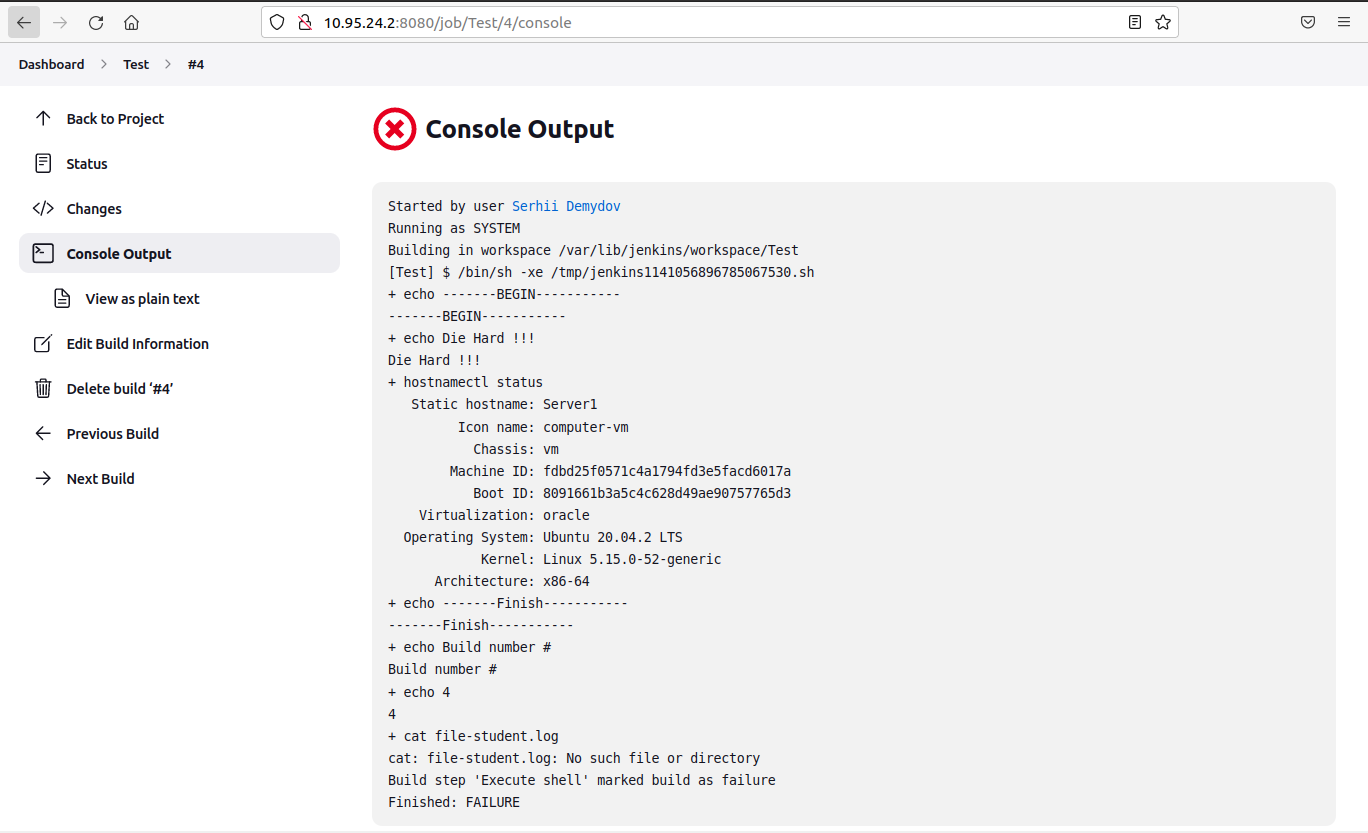 10.95.24.2:8080/job/Test/4/console
Dashboard > Test > #4
Back to Project
Status
Changes
Console Output
View as plain text
Edit Build Information
Delete build ‘#4’
Previous Build
Next Build
Console Output
Started by user Serhii Demydov
Running as SYSTEM
Building in workspace /var/lib/jenkins/workspace/Test
[Test] $ /bin/sh -xe /tmp/jenkins1141056896785067530.sh
+ echo -------BEGIN-----------
-------BEGIN-----------
+ echo Die Hard !!!
Die Hard !!!
+ hostnamectl status
   Static hostname: Server1
         Icon name: computer-vm
           Chassis: vm
        Machine ID: fdbd25f0571c4a1794fd3e5facd6017a
           Boot ID: 8091661b3a5c4c628d49ae90757765d3
    Virtualization: oracle
  Operating System: Ubuntu 20.04.2 LTS
            Kernel: Linux 5.15.0-52-generic
      Architecture: x86-64
+ echo -------Finish-----------
-------Finish-----------
+ echo Build number #
Build number #
+ echo 4
4
+ cat file-student.log
cat: file-student.log: No such file or directory
Build step 'Execute shell' marked build as failure
Finished: FAILURE